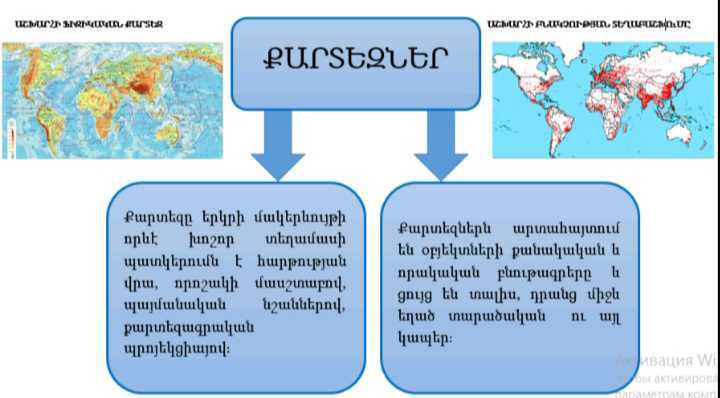 ԱՇԽԱՐՀԻ ՖԻԶԻԿԱԿԱՆ ՔԱՐՏԵԶ
ՔԱՐՏԵԶՆԵՐ
ԱՇԽԱՐՀԻ ԲՆԱԿՉՈՒԹՅԱՆ ՏԵՂԱԲԱՇԽՈւՄԸ
Քարտեզը երկրի մակերևույթի
որևէ խոշոր տեղամասի
պատկերումն է հարթության
վրա, որոշակի մասշտաբով,
պայմանական նշաններով,
քարտեզագրական
պրոյեկցիայով:
Քարտեզներն արտահայտում
են օբյեկտների քանակական և
որակական բնութագրերը և
ցույց են տալիս, դրանց միջև
եղած տարածական ու այլ
կապեր:
Активация Wi
активирова
параметрам комп